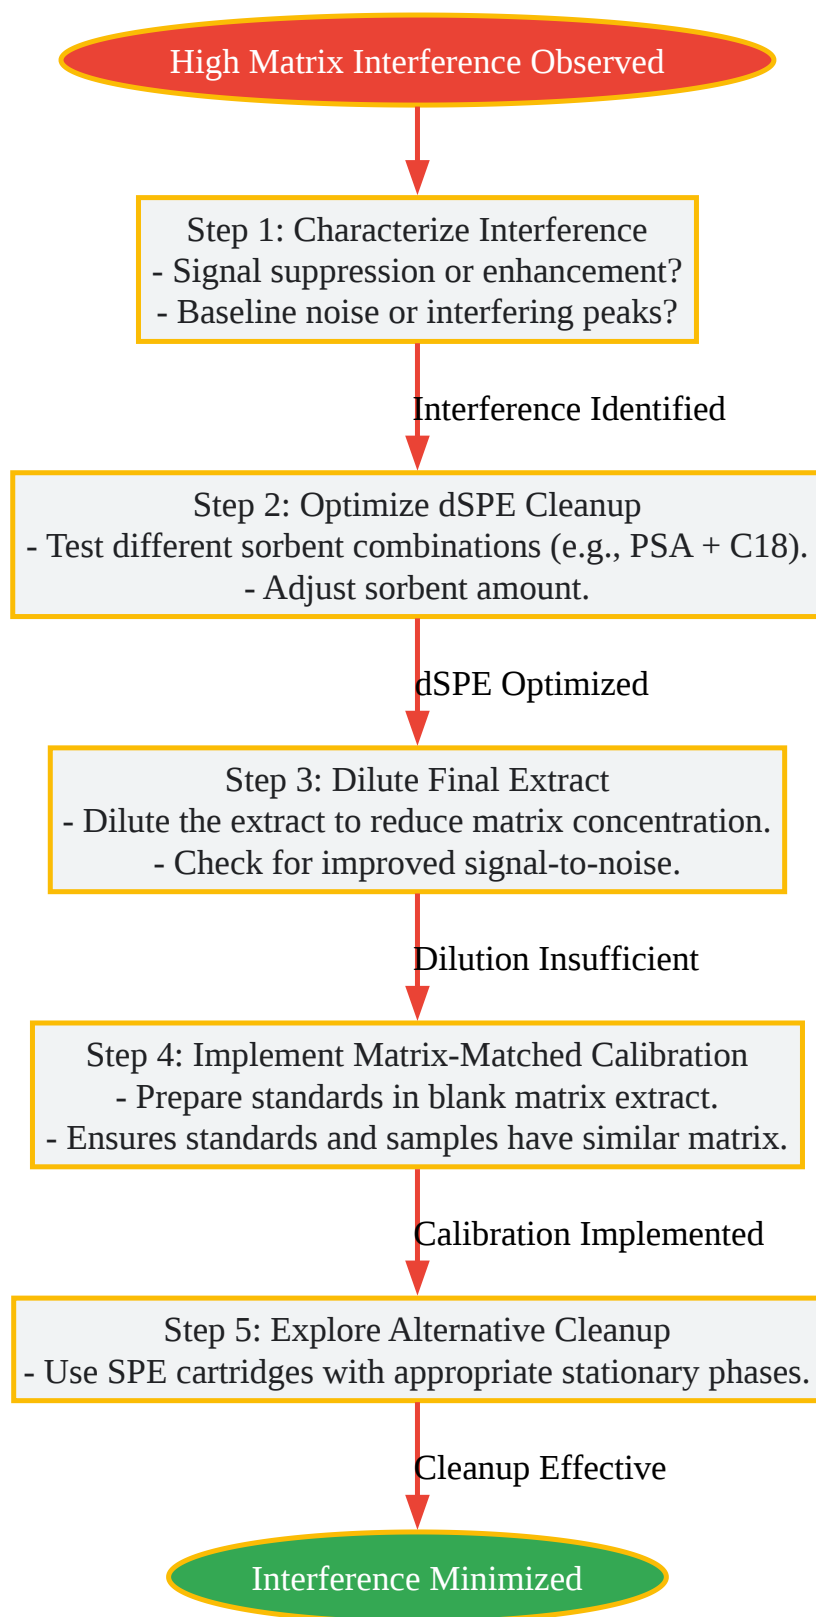 High Matrix Interference Observed
Step 1: Characterize Interference
- Signal suppression or enhancement?
- Baseline noise or interfering peaks?
Interference Identified
Step 2: Optimize dSPE Cleanup
- Test different sorbent combinations (e.g., PSA + C18).
- Adjust sorbent amount.
dSPE Optimized
Step 3: Dilute Final Extract
- Dilute the extract to reduce matrix concentration.
- Check for improved signal-to-noise.
Dilution Insufficient
Step 4: Implement Matrix-Matched Calibration
- Prepare standards in blank matrix extract.
- Ensures standards and samples have similar matrix.
Calibration Implemented
Step 5: Explore Alternative Cleanup
- Use SPE cartridges with appropriate stationary phases.
Cleanup Effective
Interference Minimized